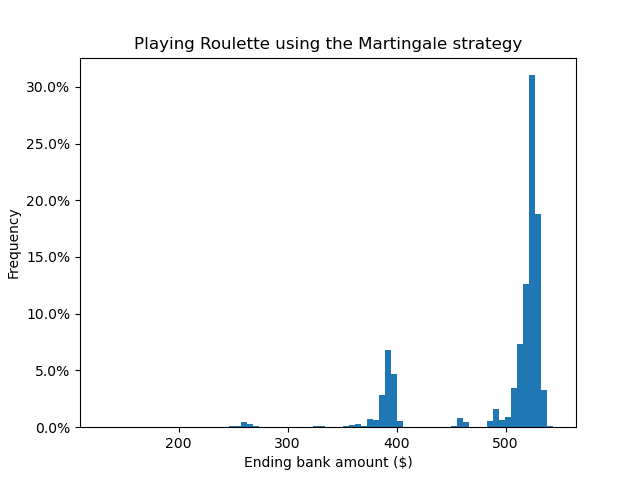 Playing Roulette using the Martingale strategy
30.0%
25.0%
20.0%
15.0%
10.0%
5.0%
0.0%
Frequency
200 300 400 500
Ending bank amount ($)